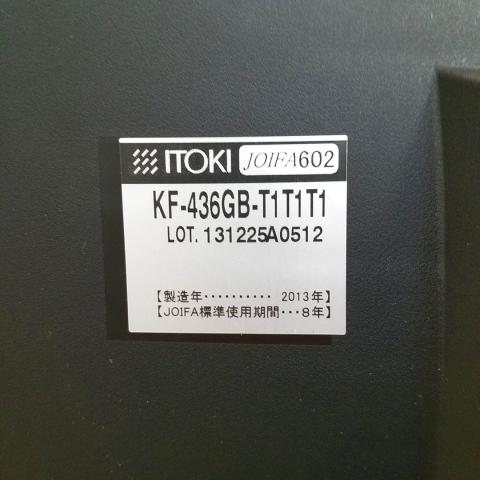 ITOKI JOIFA602
KF-436GB-T1T1T1
LOT. 131225A0512
【製造年・・・・・・・・・・ 2013年】
【JOIFA標準使用期間・・・8年】